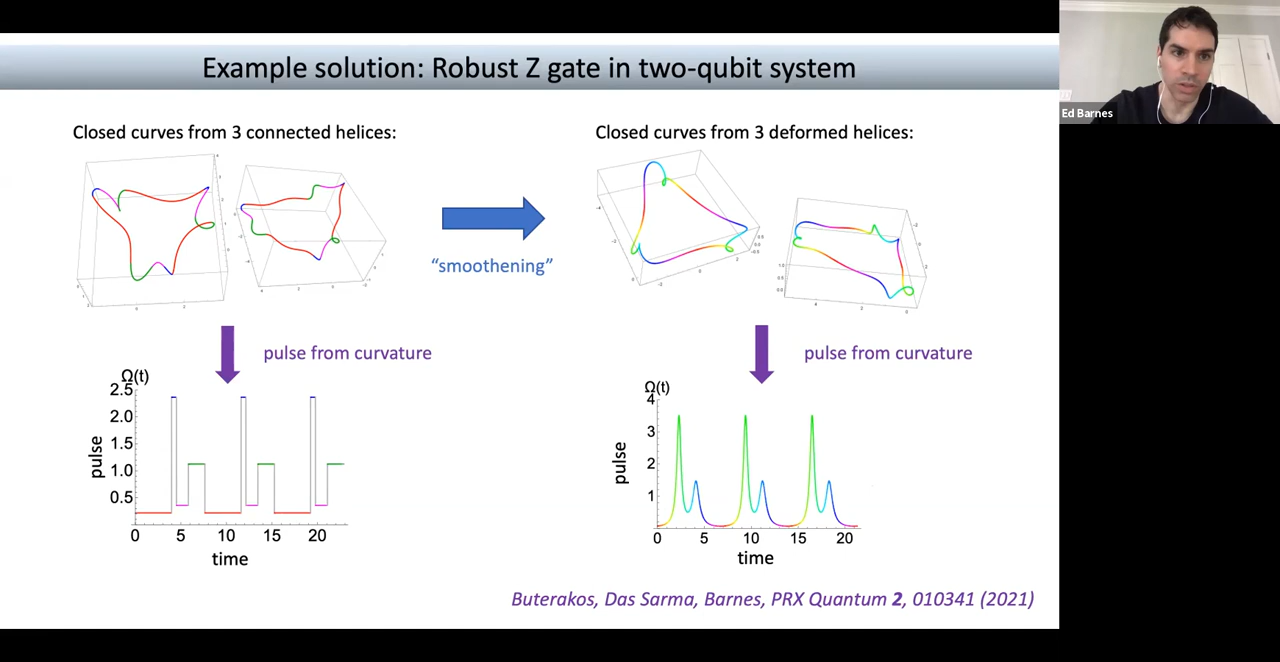 Example solution: Robust Z gate in two-qubit system
Ed Barnes
Closed curves from 3 connected helices:
Closed curves from 3 deformed helices:
“smoothening”
pulse from curvature
pulse from curvature
Ω(t)
2.5
2.0
1.5
1.0
0.5
pulse
0 5 10 15 20
time
Ω(t)
4
3
2
1
pulse
0 5 10 15 20
time
Buterakos, Das Sarma, Barnes, PRX Quantum 2, 010341 (2021)